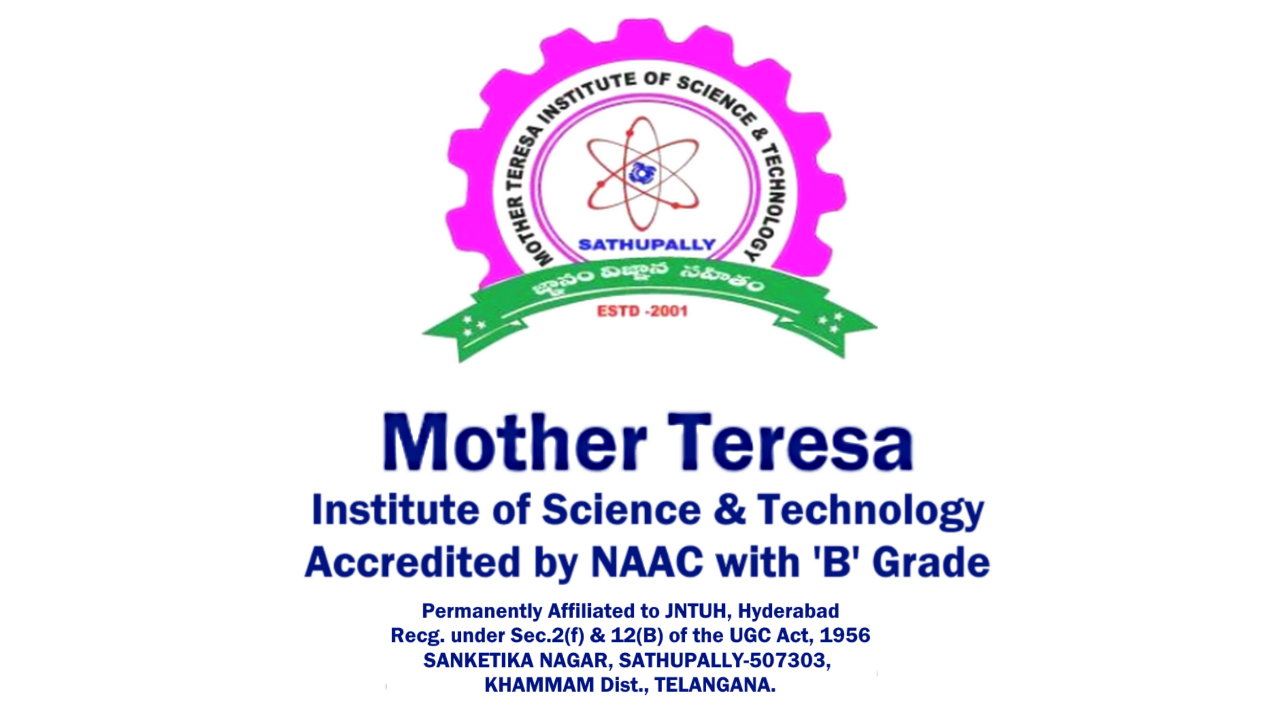 MOTHER TERESA INSTITUTE OF SCIENCE & TECHNOLOGY
SATHUPALLY
జ్ఞానం విజ్ఞాన సహితం
ESTD -2001
Mother Teresa
Institute of Science & Technology
Accredited by NAAC with 'B' Grade
Permanently Affiliated to JNTUH, Hyderabad
Recg. under Sec.2(f) & 12(B) of the UGC Act, 1956
SANKETIKA NAGAR, SATHUPALLY-507303,
KHAMMAM Dist., TELANGANA.